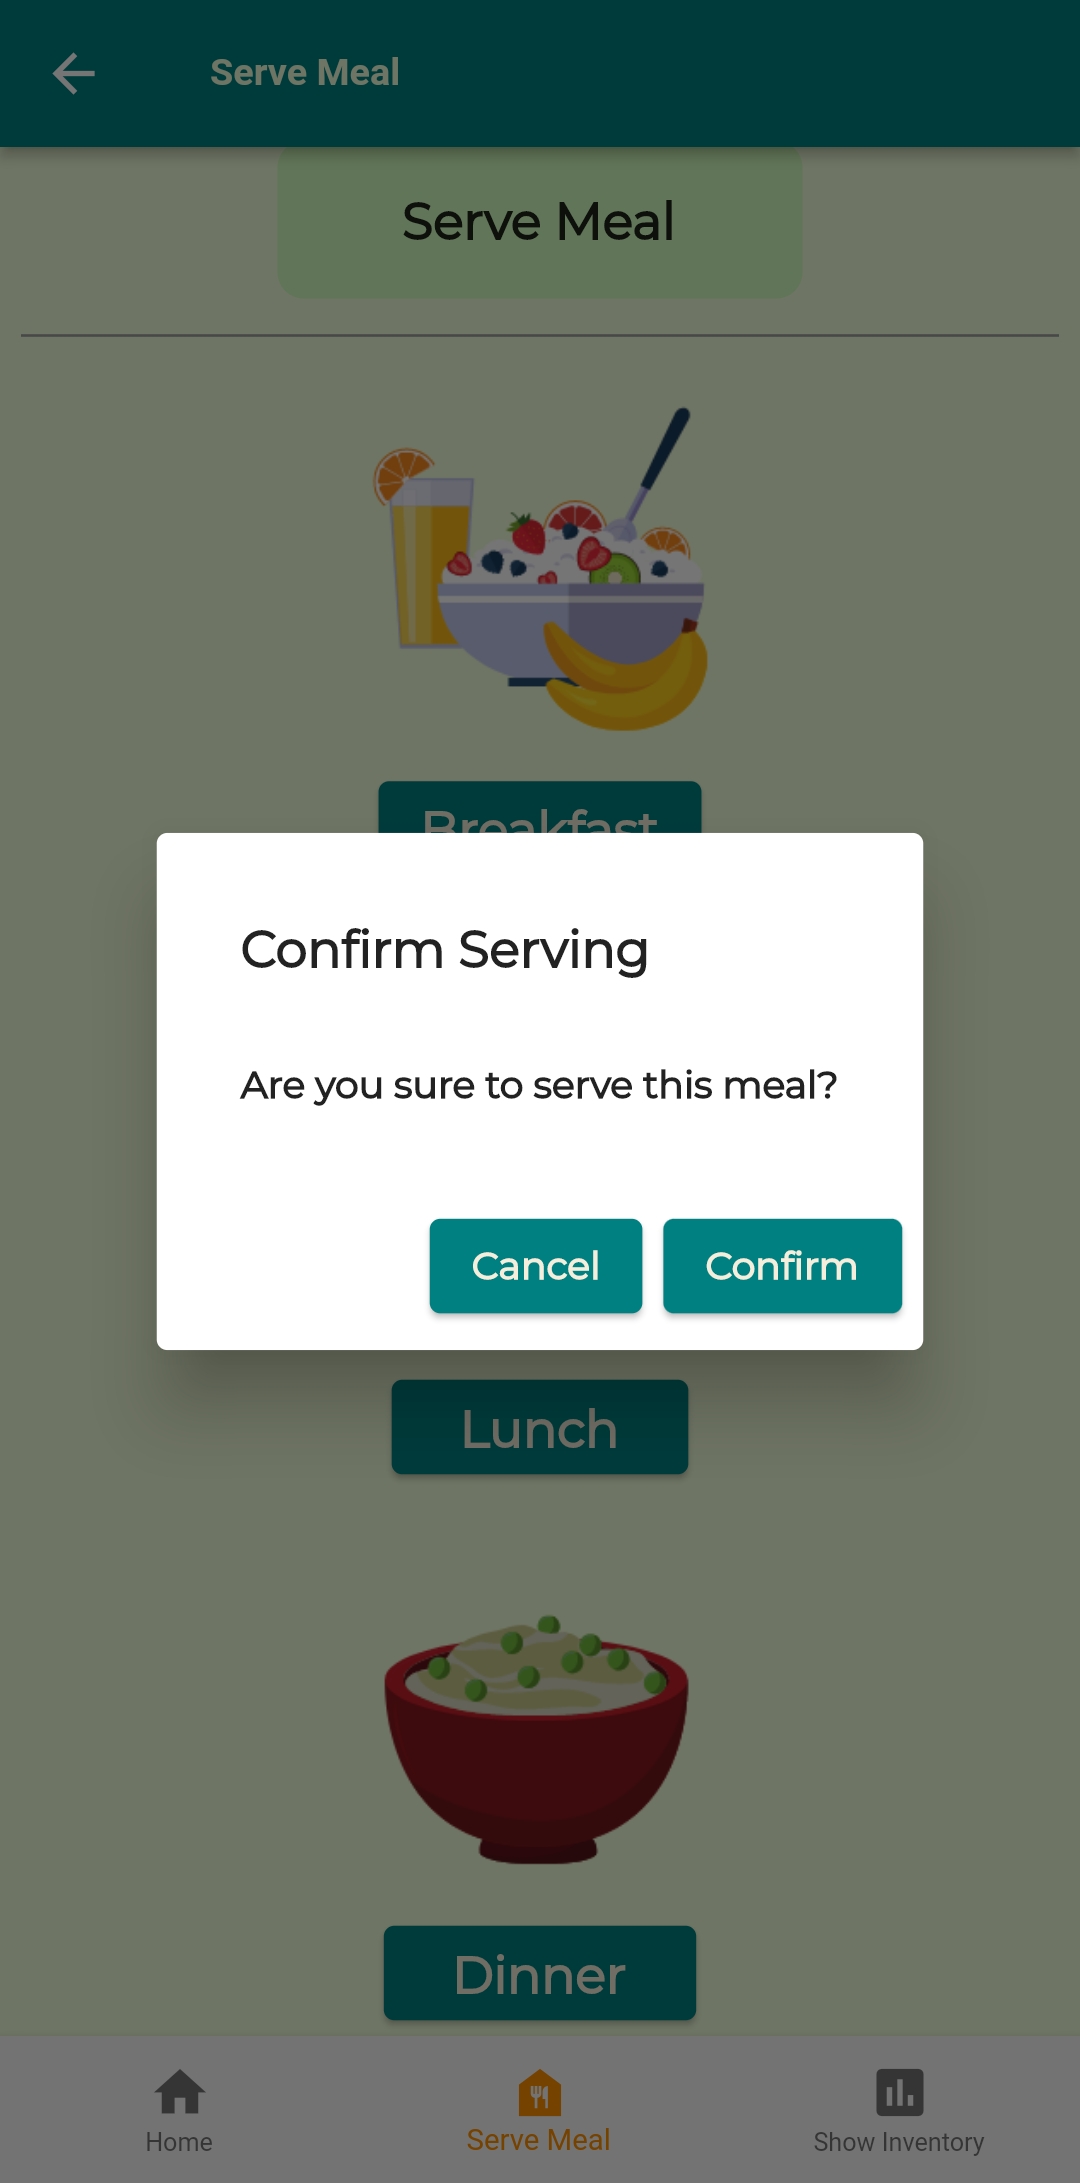 Serve Meal
Serve Meal
Breakfast
Confirm Serving
Are you sure to serve this meal?
Cancel Confirm
Lunch
Dinner
Home Serve Meal Show Inventory